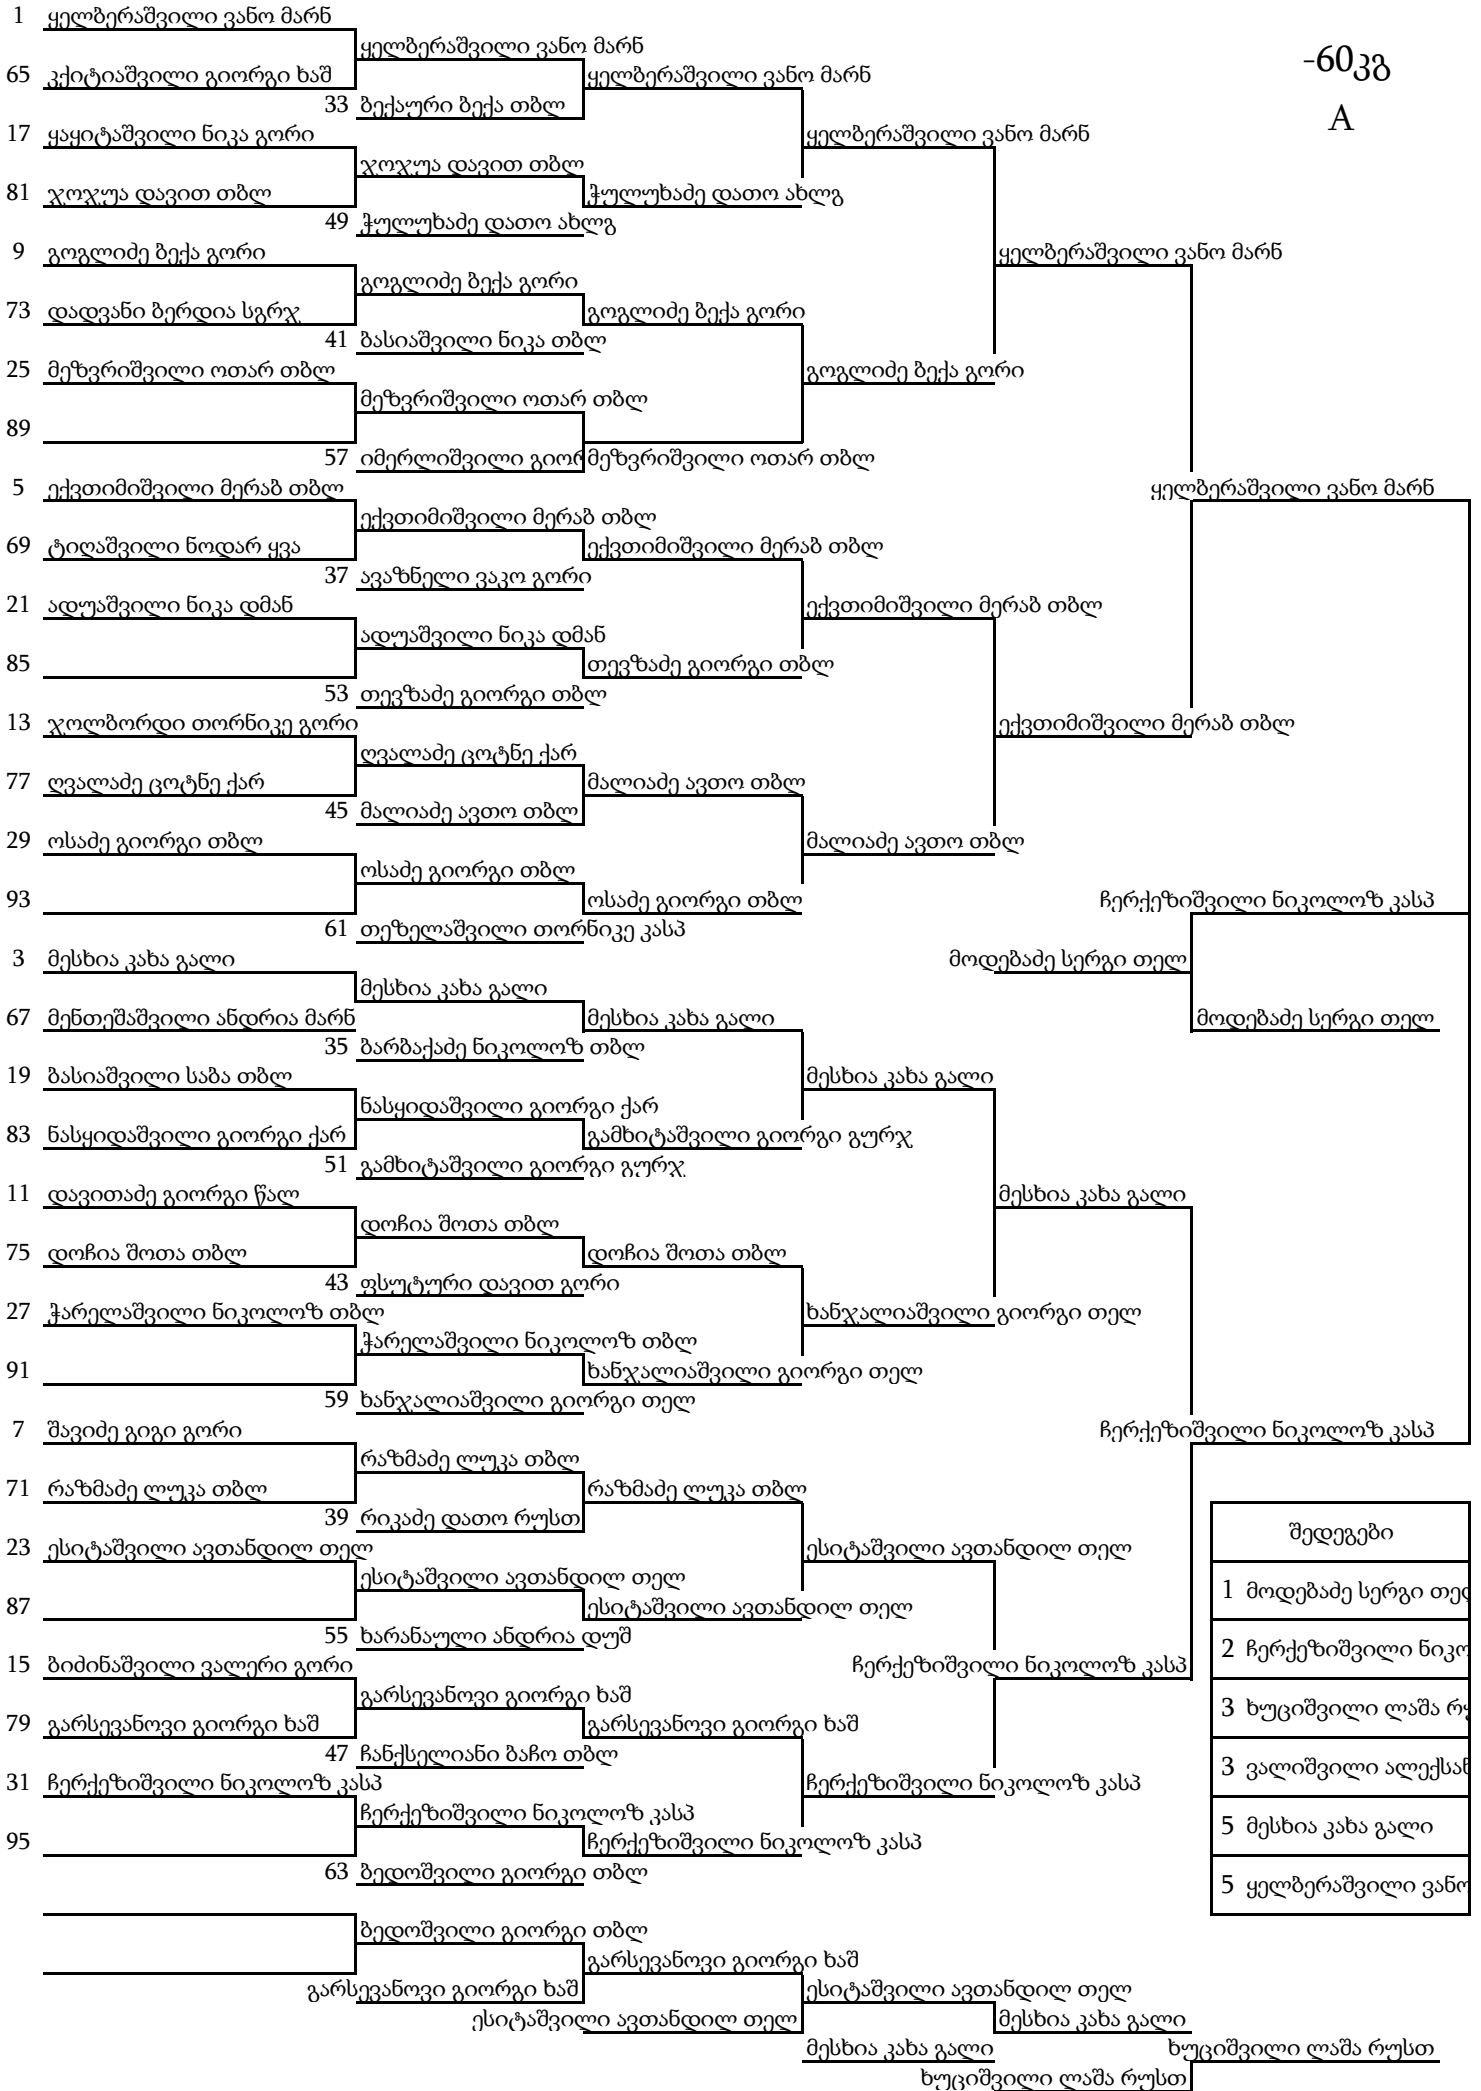 1 ყელბერაშვილი ვანო მარნ
ყელბერაშვილი ვანო მარნ
-60კგ
65 კქიტიაშვილი გიორგი ხაშ
ყელბერაშვილი ვანო მარნ
33 ბექაური ბექა თბლ
A
17 ყაყიტაშვილი ნიკა გორი
ყელბერაშვილი ვანო მარნ
ჯოჯუა დავით თბლ
81 ჯოჯუა დავით თბლ
ჭულუხაძე დათო ახლგ
49 ჭულუხაძე დათო ახლგ
9 გოგლიძე ბექა გორი
ყელბერაშვილი ვანო მარნ
გოგლიძე ბექა გორი
73 დადვანი ბერდია სგრჯ
გოგლიძე ბექა გორი
41 ბასიაშვილი ნიკა თბლ
25 მეზვრიშვილი ოთარ თბლ
გოგლიძე ბექა გორი
მეზვრიშვილი ოთარ თბლ
89
57 იმერლიშვილი გიორ
მეზვრიშვილი ოთარ თბლ
5 ექვთიმიშვილი მერაბ თბლ
ყელბერაშვილი ვანო მარნ
ექვთიმიშვილი მერაბ თბლ
69 ტიღაშვილი ნოდარ ყვა
ექვთიმიშვილი მერაბ თბლ
37 ავაზნელი ვაკო გორი
21 ადუაშვილი ნიკა დმან
ექვთიმიშვილი მერაბ თბლ
ადუაშვილი ნიკა დმან
85
თევზაძე გიორგი თბლ
53 თევზაძე გიორგი თბლ
13 ჯოლბორდი თორნიკე გორი
ექვთიმიშვილი მერაბ თბლ
ღვალაძე ცოტნე ქარ
77 ღვალაძე ცოტნე ქარ
მალიაძე ავთო თბლ
45 მალიაძე ავთო თბლ
29 ოსაძე გიორგი თბლ
მალიაძე ავთო თბლ
ოსაძე გიორგი თბლ
93
ოსაძე გიორგი თბლ
ჩერქეზიშვილი ნიკოლოზ კასპ
61 თეზელაშვილი თორნიკე კასპ
3 მესხია კახა გალი
მოდებაძე სერგი თელ
მესხია კახა გალი
67 მენთეშაშვილი ანდრია მარნ
მესხია კახა გალი
მოდებაძე სერგი თელ
35 ბარბაქაძე ნიკოლოზ თბლ
19 ბასიაშვილი საბა თბლ
მესხია კახა გალი
ნასყიდაშვილი გიორგი ქარ
83 ნასყიდაშვილი გიორგი ქარ
გამხიტაშვილი გიორგი გურჯ
51 გამხიტაშვილი გიორგი გურჯ
11 დავითაძე გიორგი წალ
მესხია კახა გალი
დოჩია შოთა თბლ
75 დოჩია შოთა თბლ
დოჩია შოთა თბლ
43 ფსუტური დავით გორი
27 ჭარელაშვილი ნიკოლოზ თბლ
ხანჯალიაშვილი გიორგი თელ
ჭარელაშვილი ნიკოლოზ თბლ
91
ხანჯალიაშვილი გიორგი თელ
59 ხანჯალიაშვილი გიორგი თელ
7 შავიძე გიგი გორი
ჩერქეზიშვილი ნიკოლოზ კასპ
რაზმაძე ლუკა თბლ
71 რაზმაძე ლუკა თბლ
რაზმაძე ლუკა თბლ
39 რიკაძე დათო რუსთ
შედეგები
23 ესიტაშვილი ავთანდილ თელ
ესიტაშვილი ავთანდილ თელ
ესიტაშვილი ავთანდილ თელ
1 მოდებაძე სერგი
87
ესიტაშვილი ავთანდილ თელ
55 ხარანაული ანდრია დუშ
2 ჩერქეზიშვილი ნიკო
15 ბიძინაშვილი ვალერი გორი
ჩერქეზიშვილი ნიკოლოზ კასპ
გარსევანოვი გიორგი ხაშ
3 ხუციშვილი ლაშა
79 გარსევანოვი გიორგი ხაშ
გარსევანოვი გიორგი ხაშ
47 ჩანქსელიანი ბაჩო თბლ
3 ვალიშვილი ალექსან
31 ჩერქეზიშვილი ნიკოლოზ კასპ
ჩერქეზიშვილი ნიკოლოზ კასპ
ჩერქეზიშვილი ნიკოლოზ კასპ
5 მესხია კახა გალი
95
ჩერქეზიშვილი ნიკოლოზ კასპ
63 ბედოშვილი გიორგი თბლ
5 ყელბერაშვილი ვანო
ბედოშვილი გიორგი თბლ
გარსევანოვი გიორგი ხაშ
გარსევანოვი გიორგი ხაშ
ესიტაშვილი ავთანდილ თელ
ესიტაშვილი ავთანდილ თელ
მესხია კახა გალი
მესხია კახა გალი
ხუციშვილი ლაშა რუსთ
ხუციშვილი ლაშა რუსთ